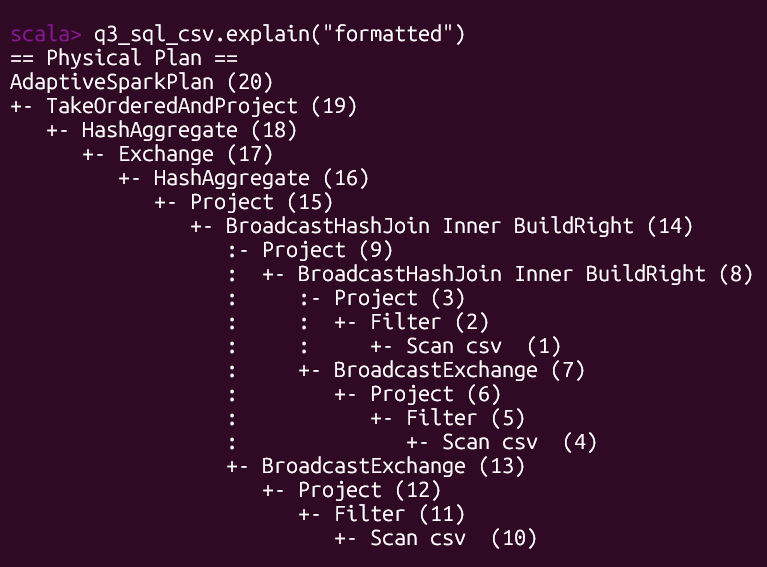 scala> q3_sql_csv.explain("formatted")
== Physical Plan ==
AdaptiveSparkPlan (20)
+- TakeOrderedAndProject (19)
   +- HashAggregate (18)
      +- Exchange (17)
         +- HashAggregate (16)
            +- Project (15)
               +- BroadcastHashJoin Inner BuildRight (14)
                  :- Project (9)
                  :  +- BroadcastHashJoin Inner BuildRight (8)
                  :     :- Project (3)
                  :     :  +- Filter (2)
                  :     :     +- Scan csv  (1)
                  :     +- BroadcastExchange (7)
                  :        +- Project (6)
                  :           +- Filter (5)
                  :              +- Scan csv  (4)
                  +- BroadcastExchange (13)
                     +- Project (12)
                        +- Filter (11)
                           +- Scan csv  (10)